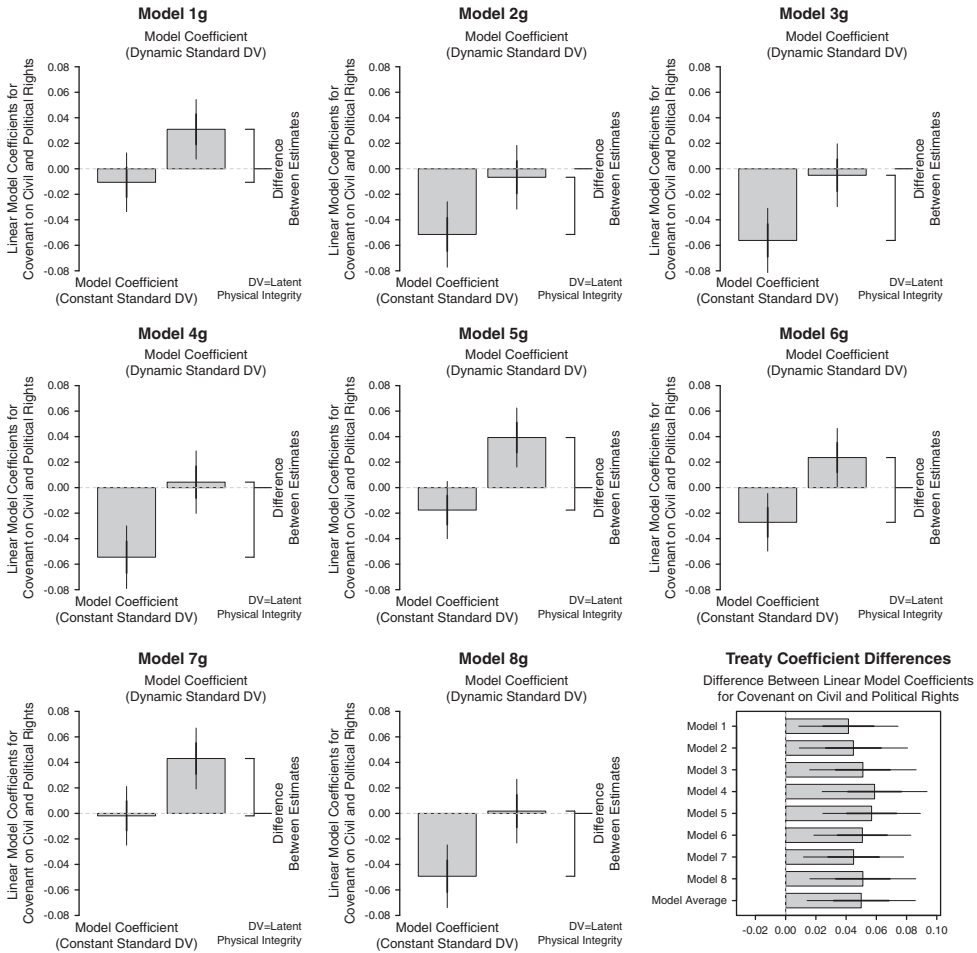 Model 1g
Model Coefficient
(Dynamic Standard DV)
Linear Model Coefficients for
Covenant on Civil and Political Rights
0.08
0.06
0.04
0.02
0.00
-0.02
-0.04
-0.06
-0.08
Difference
Between Estimates
Model Coefficient
(Constant Standard DV)
DV=Latent
Physical Integrity
Model 2g
Model Coefficient
(Dynamic Standard DV)
Linear Model Coefficients for
Covenant on Civil and Political Rights
0.08
0.06
0.04
0.02
0.00
-0.02
-0.04
-0.06
-0.08
Difference
Between Estimates
Model Coefficient
(Constant Standard DV)
DV=Latent
Physical Integrity
Model 3g
Model Coefficient
(Dynamic Standard DV)
Linear Model Coefficients for
Covenant on Civil and Political Rights
0.08
0.06
0.04
0.02
0.00
-0.02
-0.04
-0.06
-0.08
Difference
Between Estimates
Model Coefficient
(Constant Standard DV)
DV=Latent
Physical Integrity
Model 4g
Model Coefficient
(Dynamic Standard DV)
Linear Model Coefficients for
Covenant on Civil and Political Rights
0.08
0.06
0.04
0.02
0.00
-0.02
-0.04
-0.06
-0.08
Difference
Between Estimates
Model Coefficient
(Constant Standard DV)
DV=Latent
Physical Integrity
Model 5g
Model Coefficient
(Dynamic Standard DV)
Linear Model Coefficients for
Covenant on Civil and Political Rights
0.08
0.06
0.04
0.02
0.00
-0.02
-0.04
-0.06
-0.08
Difference
Between Estimates
Model Coefficient
(Constant Standard DV)
DV=Latent
Physical Integrity
Model 6g
Model Coefficient
(Dynamic Standard DV)
Linear Model Coefficients for
Covenant on Civil and Political Rights
0.08
0.06
0.04
0.02
0.00
-0.02
-0.04
-0.06
-0.08
Difference
Between Estimates
Model Coefficient
(Constant Standard DV)
DV=Latent
Physical Integrity
Model 7g
Model Coefficient
(Dynamic Standard DV)
Linear Model Coefficients for
Covenant on Civil and Political Rights
0.08
0.06
0.04
0.02
0.00
-0.02
-0.04
-0.06
-0.08
Difference
Between Estimates
Model Coefficient
(Constant Standard DV)
DV=Latent
Physical Integrity
Model 8g
Model Coefficient
(Dynamic Standard DV)
Linear Model Coefficients for
Covenant on Civil and Political Rights
0.08
0.06
0.04
0.02
0.00
-0.02
-0.04
-0.06
-0.08
Difference
Between Estimates
Model Coefficient
(Constant Standard DV)
DV=Latent
Physical Integrity
Treaty Coefficient Differences
Difference Between Linear Model Coefficients
for Covenant on Civil and Political Rights
Model 1
Model 2
Model 3
Model 4
Model 5
Model 6
Model 7
Model 8
Model Average
-0.02 0.00 0.02 0.04 0.06 0.08 0.10